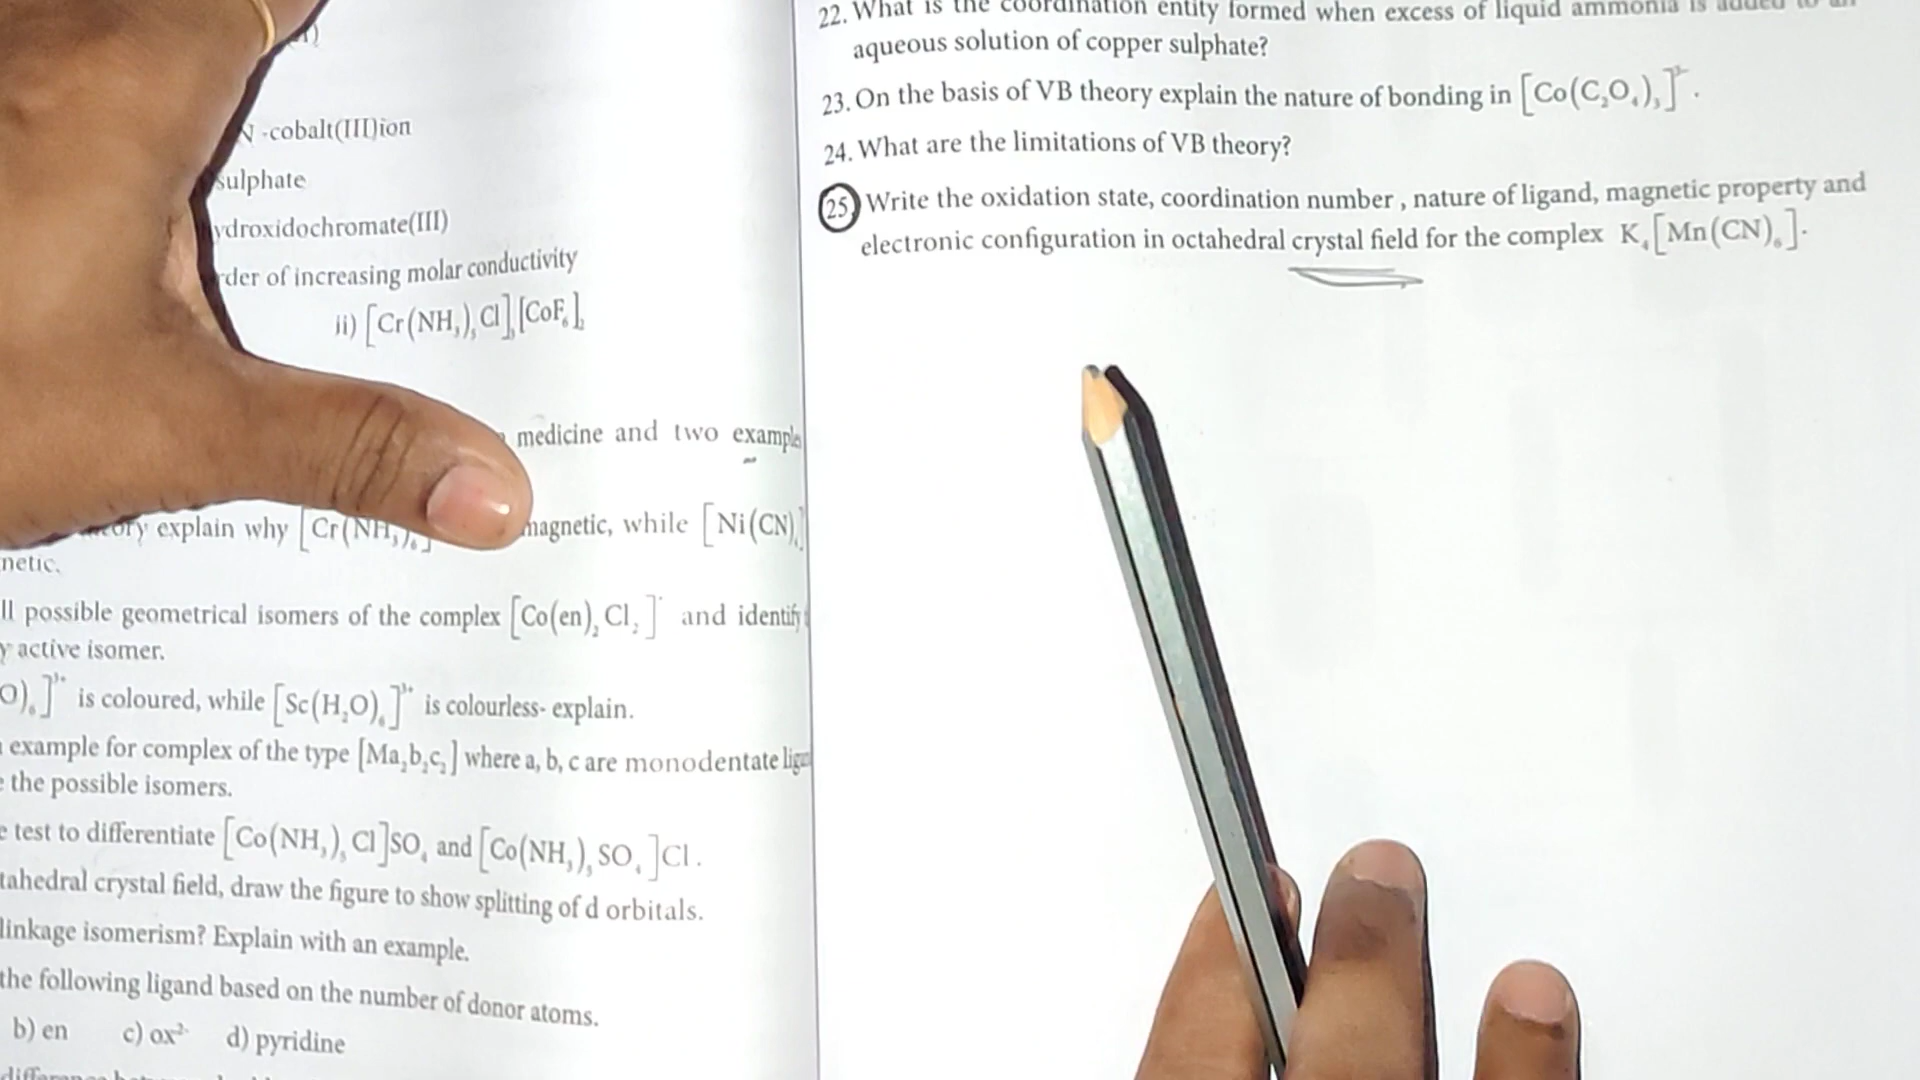 -cobalt(III)ion
sulphate
ydroxidochromate(III)
der of increasing molar conductivity
ii) [Cr(NH₃)₅Cl]₃[CoF₆]₂
medicine and two example
ory explain why [Cr(NH₃)₆] magnetic, while [Ni(CN)₄]
netic.
ll possible geometrical isomers of the complex [Co(en)₂Cl₂]⁺ and identify
y active isomer.
O)₆]³⁺ is coloured, while [Sc(H₂O)₆]³⁺ is colourless- explain.
example for complex of the type [Ma₂b₂c₂] where a, b, c are monodentate liga
e the possible isomers.
e test to differentiate [Co(NH₃)₅Cl]SO₄ and [Co(NH₃)₅SO₄]Cl.
tahedral crystal field, draw the figure to show splitting of d orbitals.
linkage isomerism? Explain with an example.
the following ligand based on the number of donor atoms.
b) en c) ox²⁻ d) pyridine
22. What is the coordination entity formed when excess of liquid ammonia is added to an
aqueous solution of copper sulphate?
23. On the basis of VB theory explain the nature of bonding in [Co(C₂O₄)₃]³⁻.
24. What are the limitations of VB theory?
25. Write the oxidation state, coordination number , nature of ligand, magnetic property and
electronic configuration in octahedral crystal field for the complex K₄[Mn(CN)₆].